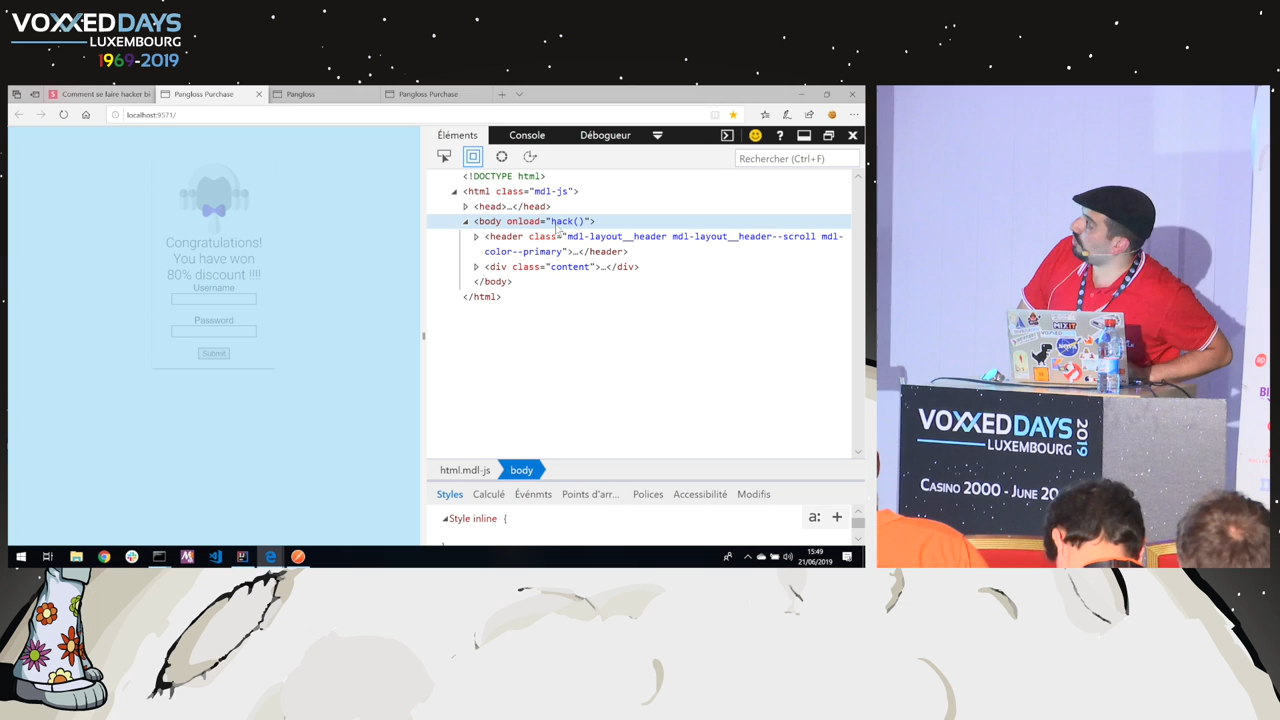 VOXXEDDAYS
LUXEMBOURG
1969-2019
Comment se faire hacker bi
Pangloss Purchase
Pangloss
Pangloss Purchase
localhost:9571/
Éléments
Console
Débogueur
Rechercher (Ctrl+F)
<!DOCTYPE html>
<html class="mdl-js">
<head>…</head>
<body onload="hack()">
<header class="mdl-layout__header mdl-layout__header--scroll mdl-
color--primary">…</header>
<div class="content">…</div>
</body>
</html>
Congratulations!
You have won
80% discount !!!!
Username
Password
Submit
html.mdl-js
body
Styles
Calculé
Événmts
Points d'arr...
Polices
Accessibilité
Modifis
Style inline {
a:
15:49
21/06/2019
MIXIT
VOXXEDDAYS
2019
LUXEMBOURG
CASINO 2000 - JUNE 20